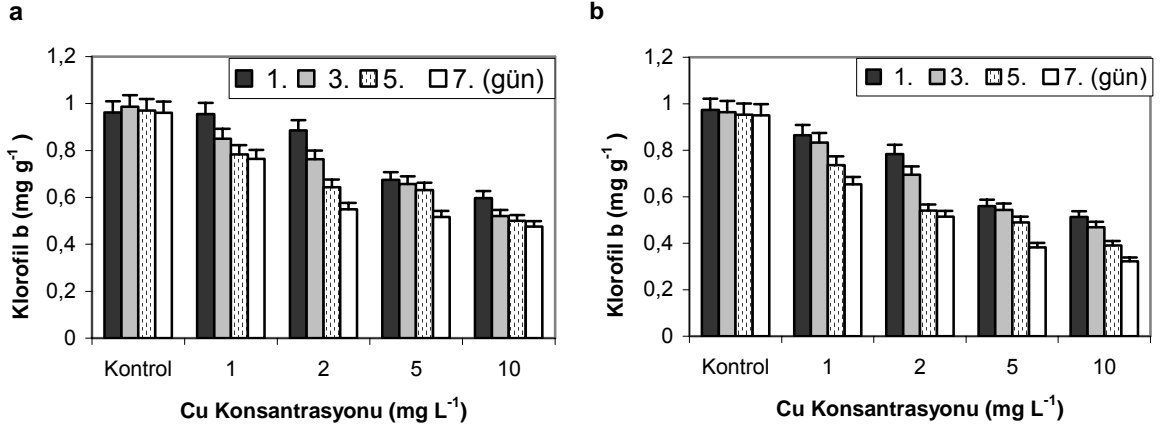 a
1,2
1
0,8
0,6
0,4
0,2
0
Klorofil b (mg g⁻¹)
1. 3. 5. 7. (gün)
Kontrol 1 2 5 10
Cu Konsantrasyonu (mg L⁻¹)
b
1,2
1
0,8
0,6
0,4
0,2
0
Klorofil b (mg g⁻¹)
1. 3. 5. 7. (gün)
Kontrol 1 2 5 10
Cu Konsantrasyonu (mg L⁻¹)